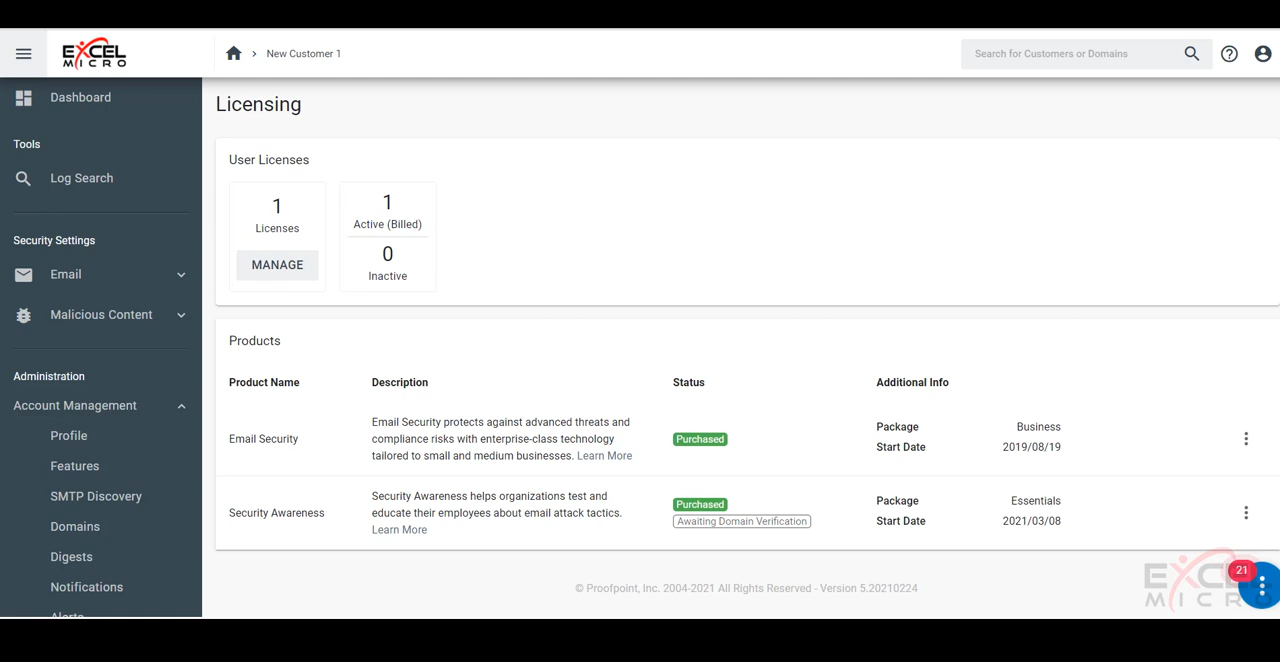 EXCEL
MICRO
New Customer 1
Search for Customers or Domains
Dashboard
Tools
Log Search
Security Settings
Email
Malicious Content
Administration
Account Management
Profile
Features
SMTP Discovery
Domains
Digests
Notifications
Alerts
Licensing
User Licenses
1
Licenses
MANAGE
1
Active (Billed)
0
Inactive
Products
Product Name Description Status Additional Info
Email Security
Email Security protects against advanced threats and
compliance risks with enterprise-class technology
tailored to small and medium businesses. Learn More
Purchased
Package Business
Start Date 2019/08/19
Security Awareness
Security Awareness helps organizations test and
educate their employees about email attack tactics.
Learn More
Purchased
Awaiting Domain Verification
Package Essentials
Start Date 2021/03/08
© Proofpoint, Inc. 2004-2021 All Rights Reserved - Version 5.20210224
EXCEL
MICRO
21